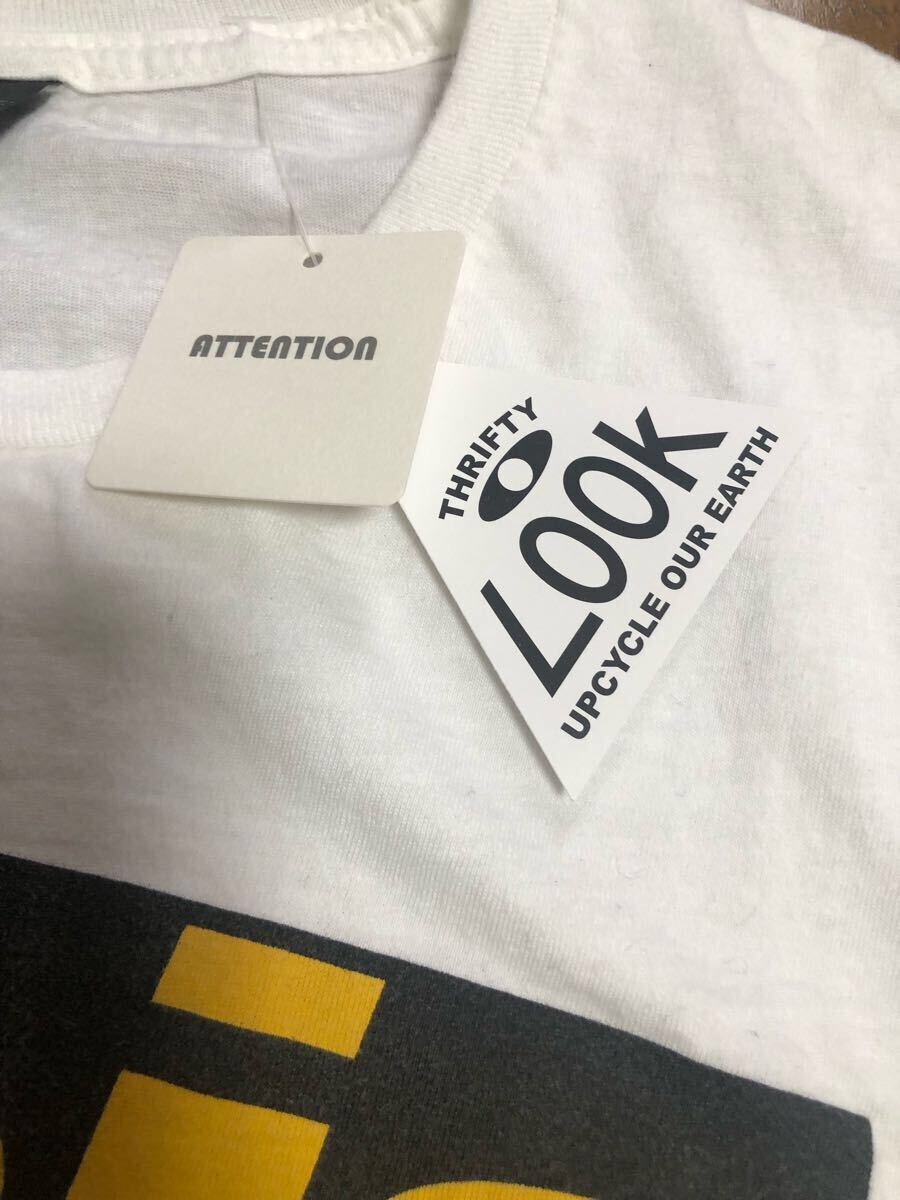 ATTENTION
THRIFTY
LOOK
UPCYCLE OUR EARTH